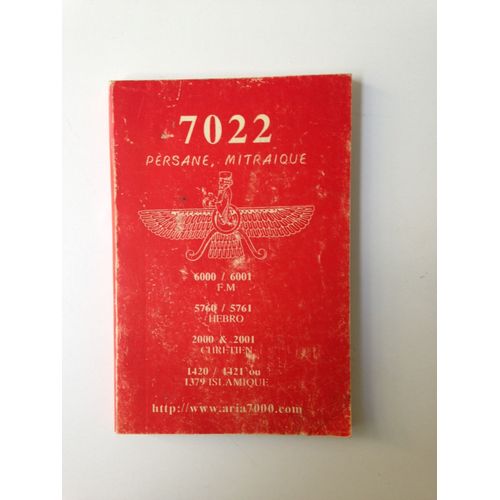 7022
PERSANE, MITRAIQUE
6000 / 6001
F.M
5760 / 5761
HEBRO
2000 & 2001
CHRETIEN
1420 / 1421 ou
1379 ISLAMIQUE
http://www.aria7000.com